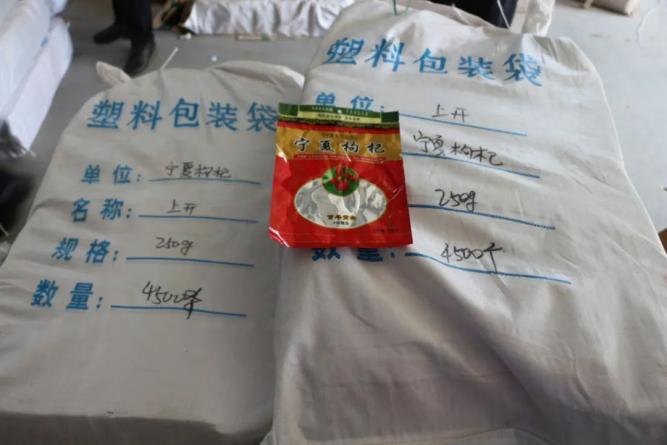 塑料包装袋
单位: 宁夏枸杞
名称: 上开
规格: 250g
数量: 4500个
宁夏枸杞
塑料包装袋
单位: 上开
宁夏枸杞
250g
数量: 4500个